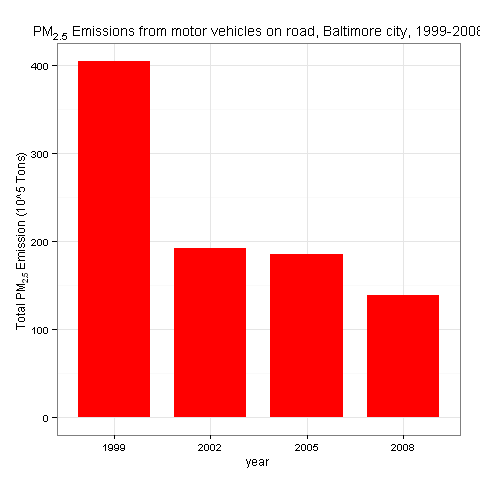 PM2.5 Emissions from motor vehicles on road, Baltimore city, 1999-2008
400
300
200
100
0
Total PM2.5 Emission (10^5 Tons)
1999 2002 2005 2008
year